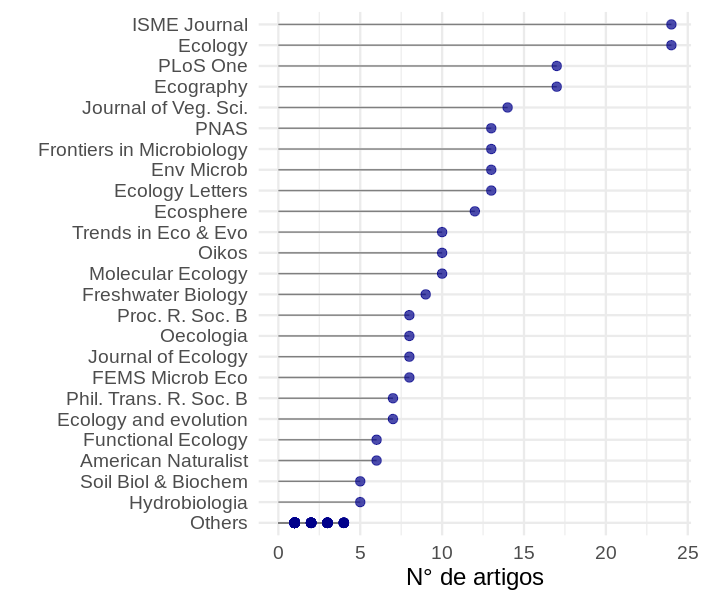 ISME Journal
Ecology
PLoS One
Ecography
Journal of Veg. Sci.
PNAS
Frontiers in Microbiology
Env Microb
Ecology Letters
Ecosphere
Trends in Eco & Evo
Oikos
Molecular Ecology
Freshwater Biology
Proc. R. Soc. B
Oecologia
Journal of Ecology
FEMS Microb Eco
Phil. Trans. R. Soc. B
Ecology and evolution
Functional Ecology
American Naturalist
Soil Biol & Biochem
Hydrobiologia
Others
0 5 10 15 20 25
N° de artigos